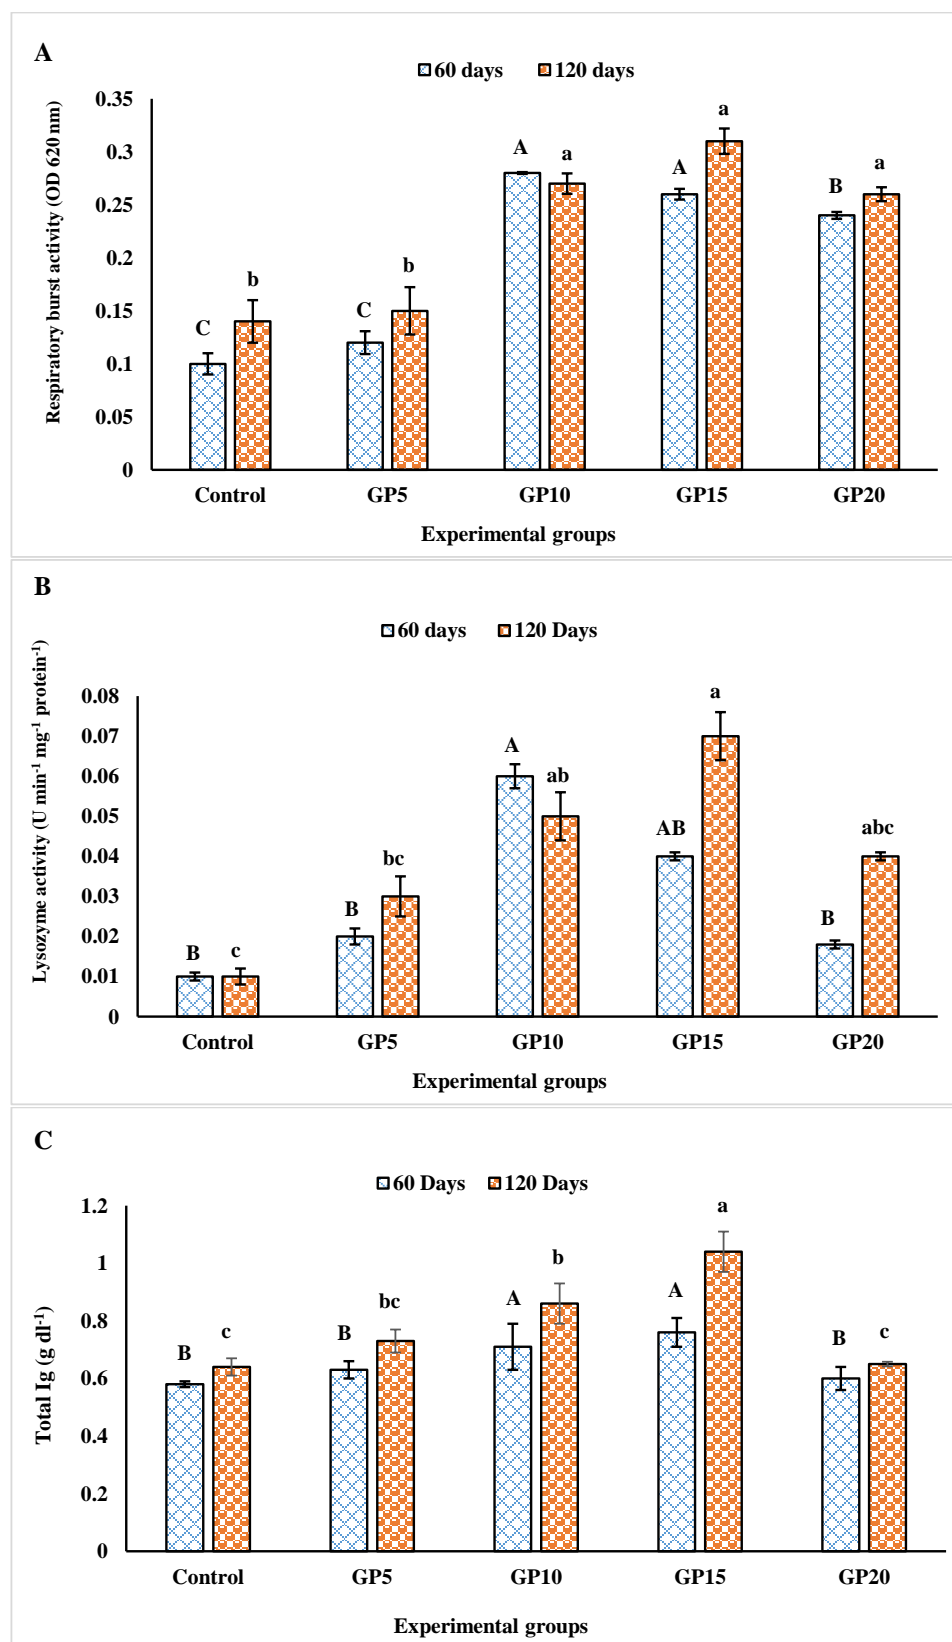 A
60 days 120 days
Respiratory burst activity (OD 620 nm)
0.35
0.3
0.25
0.2
0.15
0.1
0.05
0
C b C b A a A a B a
Control GP5 GP10 GP15 GP20
Experimental groups
B
60 days 120 Days
Lysozyme activity (U min-1 mg-1 protein-1)
0.08
0.07
0.06
0.05
0.04
0.03
0.02
0.01
0
B c B bc A ab AB a B abc
Control GP5 GP10 GP15 GP20
Experimental groups
C
60 Days 120 Days
Total Ig (g dl-1)
1.2
1
0.8
0.6
0.4
0.2
0
B c B bc A b A a B c
Control GP5 GP10 GP15 GP20
Experimental groups